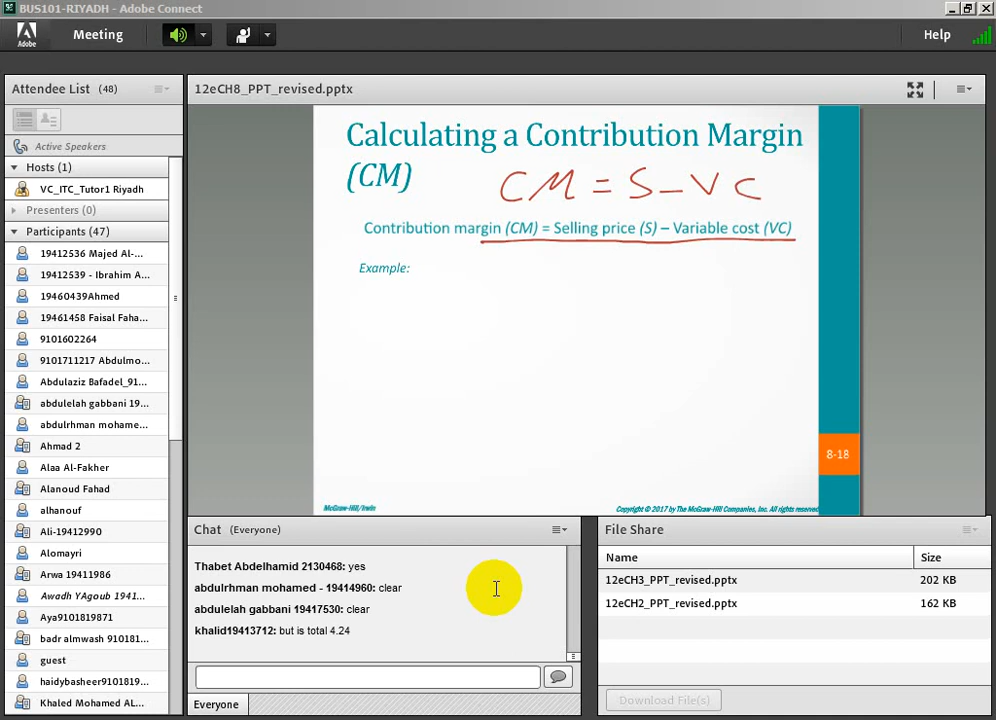 BUS101-RIYADH - Adobe Connect
Adobe
Meeting
Help
Attendee List (48)
Active Speakers
Hosts (1)
VC_ITC_Tutor1 Riyadh
Presenters (0)
Participants (47)
19412536 Majed Al-...
19412539 - Ibrahim A...
19460439Ahmed
19461458 Faisal Faha...
9101602264
9101711217 Abdulmo...
Abdulaziz Bafadel_91...
abdulelah gabbani 19...
abdulrhman mohame...
Ahmad 2
Alaa Al-Fakher
Alanoud Fahad
alhanouf
Ali-19412990
Alomayri
Arwa 19411986
Awadh YAgoub 1941...
Aya9101819871
badr almwash 910181...
guest
haidybasheer9101819...
Khaled Mohamed AL...
12eCH8_PPT_revised.pptx
Calculating a Contribution Margin
(CM)
CM = S - VC
Contribution margin (CM) = Selling price (S) – Variable cost (VC)
Example:
8-18
McGraw-Hill/Irwin
Copyright © 2017 by The McGraw-Hill Companies, Inc. All rights reserved
Chat (Everyone)
Thabet Abdelhamid 2130468: yes
abdulrhman mohamed - 19414960: clear
abdulelah gabbani 19417530: clear
khalid19413712: but is total 4.24
Everyone
File Share
Name Size
12eCH3_PPT_revised.pptx 202 KB
12eCH2_PPT_revised.pptx 162 KB
Download File(s)